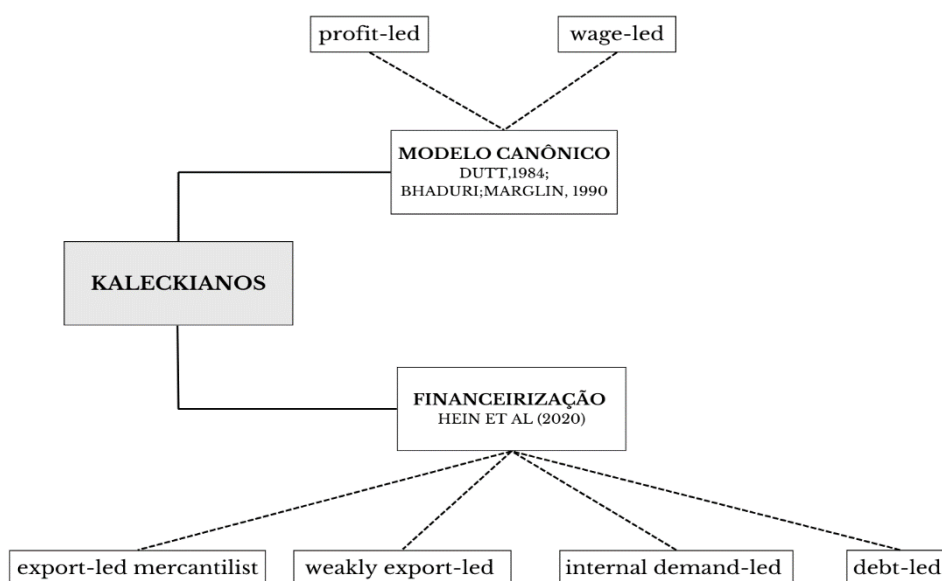 profit-led
wage-led
MODELO CANÔNICO
DUTT,1984;
BHADURI;MARGLIN, 1990
KALECKIANOS
FINANCEIRIZAÇÃO
HEIN ET AL (2020)
export-led mercantilist
weakly export-led
internal demand-led
debt-led